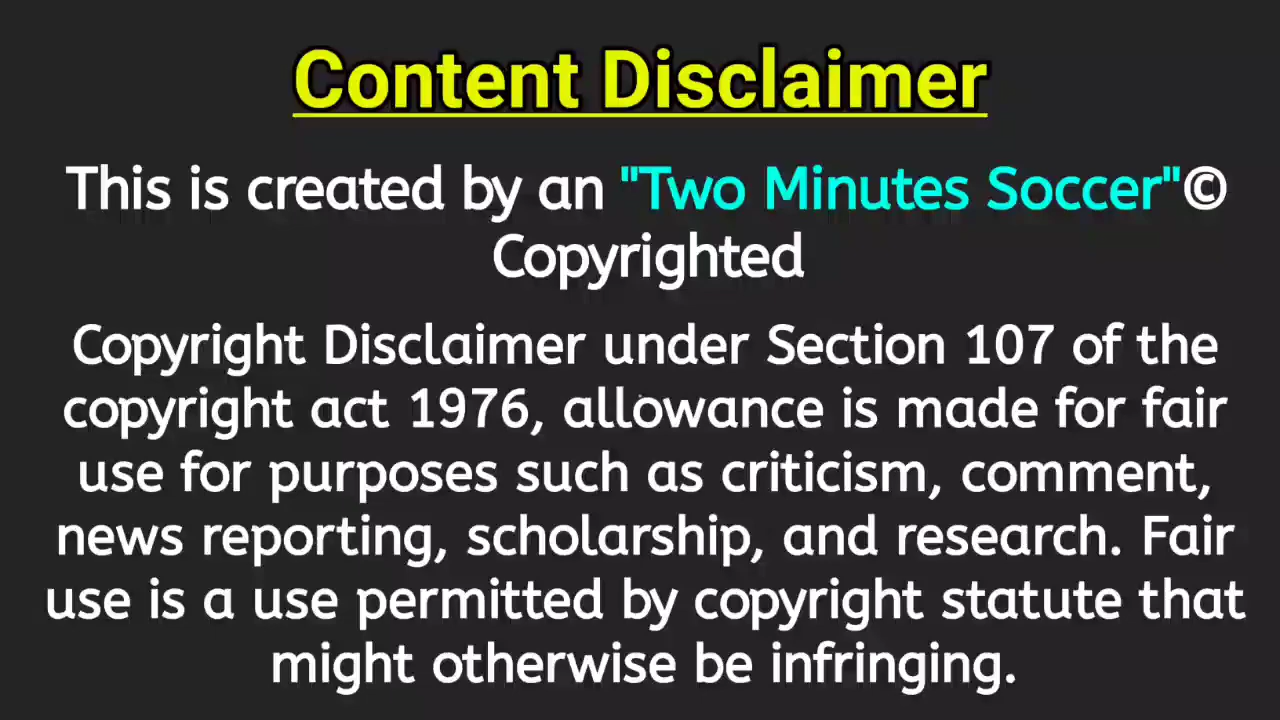 Content Disclaimer
This is created by an "Two Minutes Soccer"©
Copyrighted
Copyright Disclaimer under Section 107 of the
copyright act 1976, allowance is made for fair
use for purposes such as criticism, comment,
news reporting, scholarship, and research. Fair
use is a use permitted by copyright statute that
might otherwise be infringing.